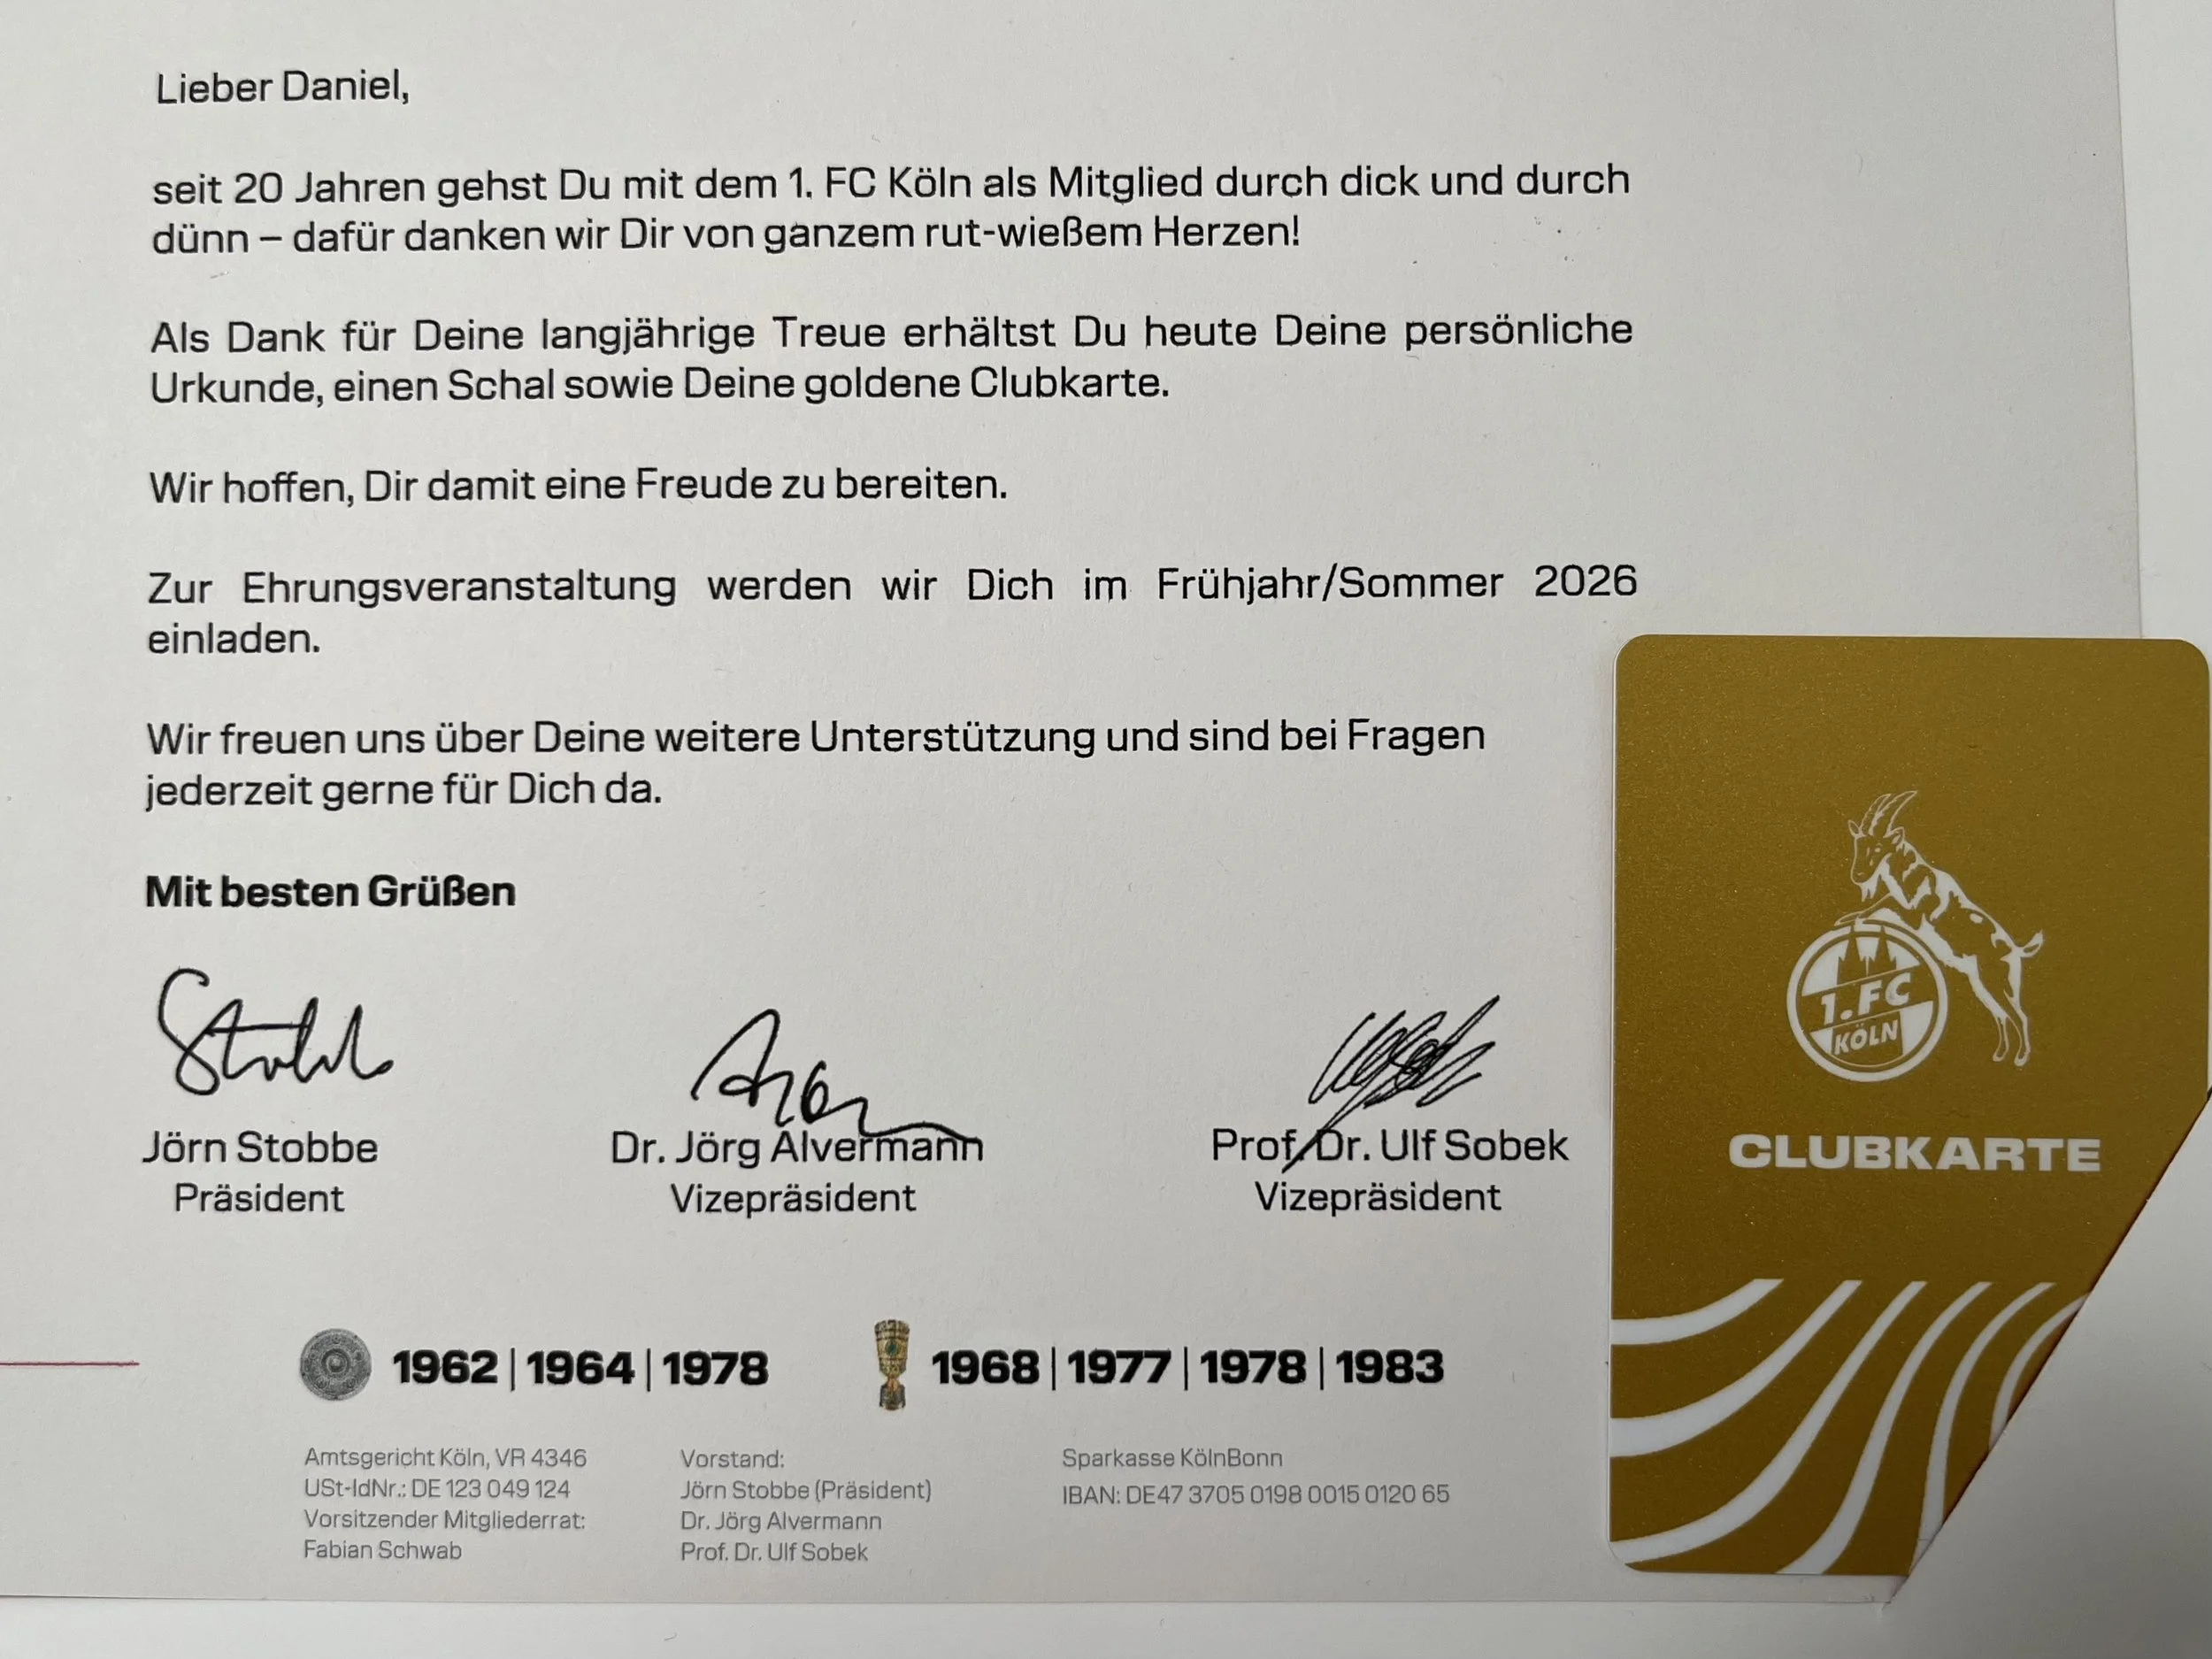 Lieber Daniel,
seit 20 Jahren gehst Du mit dem 1. FC Köln als Mitglied durch dick und durch
dünn – dafür danken wir Dir von ganzem rut-wießem Herzen!
Als Dank für Deine langjährige Treue erhältst Du heute Deine persönliche
Urkunde, einen Schal sowie Deine goldene Clubkarte.
Wir hoffen, Dir damit eine Freude zu bereiten.
Zur Ehrungsveranstaltung werden wir Dich im Frühjahr/Sommer 2026
einladen.
Wir freuen uns über Deine weitere Unterstützung und sind bei Fragen
jederzeit gerne für Dich da.
Mit besten Grüßen
Jörn Stobbe
Präsident
Dr. Jörg Alvermann
Vizepräsident
Prof. Dr. Ulf Sobek
Vizepräsident
1962 | 1964 | 1978
1968 | 1977 | 1978 | 1983
Amtsgericht Köln, VR 4346
USt-IdNr.: DE 123 049 124
Vorsitzender Mitgliederrat:
Fabian Schwab
Vorstand:
Jörn Stobbe (Präsident)
Dr. Jörg Alvermann
Prof. Dr. Ulf Sobek
Sparkasse KölnBonn
IBAN: DE47 3705 0198 0015 0120 65
1. FC
KÖLN
CLUBKARTE